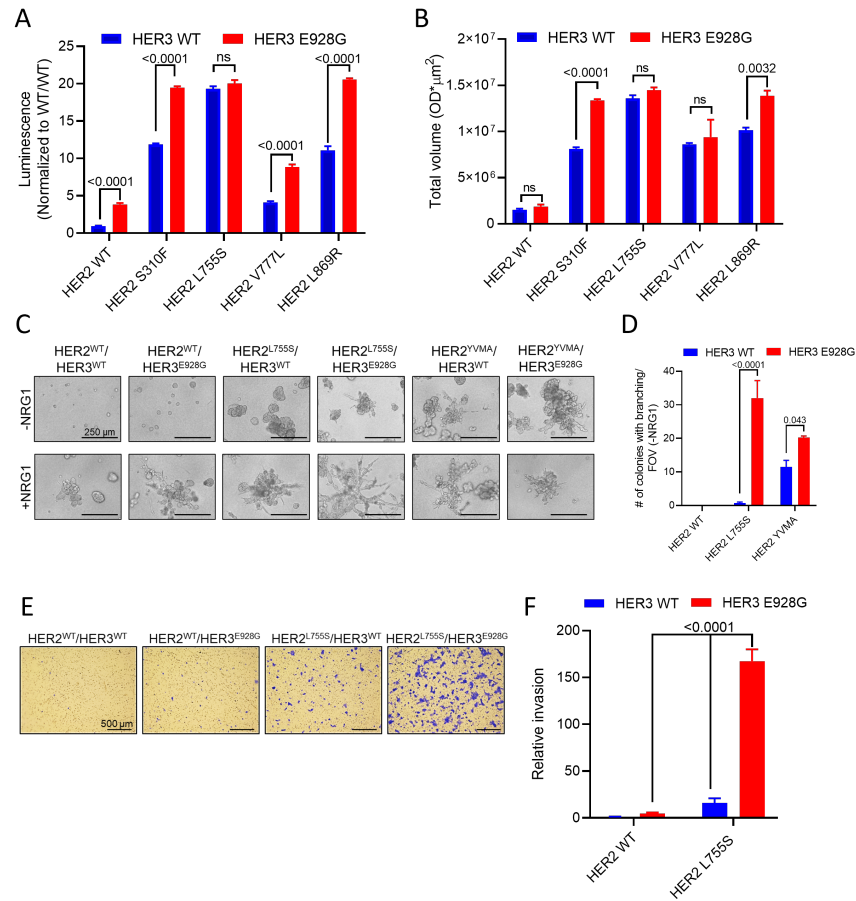 A
HER3 WT
HER3 E928G
Luminescence
(Normalized to WT/WT)
25
20
15
10
5
0
<0.0001
<0.0001
ns
<0.0001
<0.0001
HER2 WT
HER2 S310F
HER2 L755S
HER2 V777L
HER2 L869R
B
HER3 WT
HER3 E928G
Total volume (OD*μm²)
2×10⁷
1.5×10⁷
1×10⁷
5×10⁶
0
ns
<0.0001
ns
ns
0.0032
HER2 WT
HER2 S310F
HER2 L755S
HER2 V777L
HER2 L869R
C
HER2ᵂᵀ/
HER3ᵂᵀ
HER2ᵂᵀ/
HER3E928G
HER2L755S/
HER3ᵂᵀ
HER2L755S/
HER3E928G
HER2YVMA/
HER3ᵂᵀ
HER2YVMA/
HER3E928G
-NRG1
250 μm
+NRG1
D
HER3 WT
HER3 E928G
# of colonies with branching/
FOV (-NRG1)
40
30
20
10
0
<0.0001
0.043
HER2 WT
HER2 L755S
HER2 YVMA
E
HER2ᵂᵀ/HER3ᵂᵀ
HER2ᵂᵀ/HER3E928G
HER2L755S/HER3ᵂᵀ
HER2L755S/HER3E928G
500 μm
F
HER3 WT
HER3 E928G
Relative invasion
200
150
100
50
0
<0.0001
HER2 WT
HER2 L755S